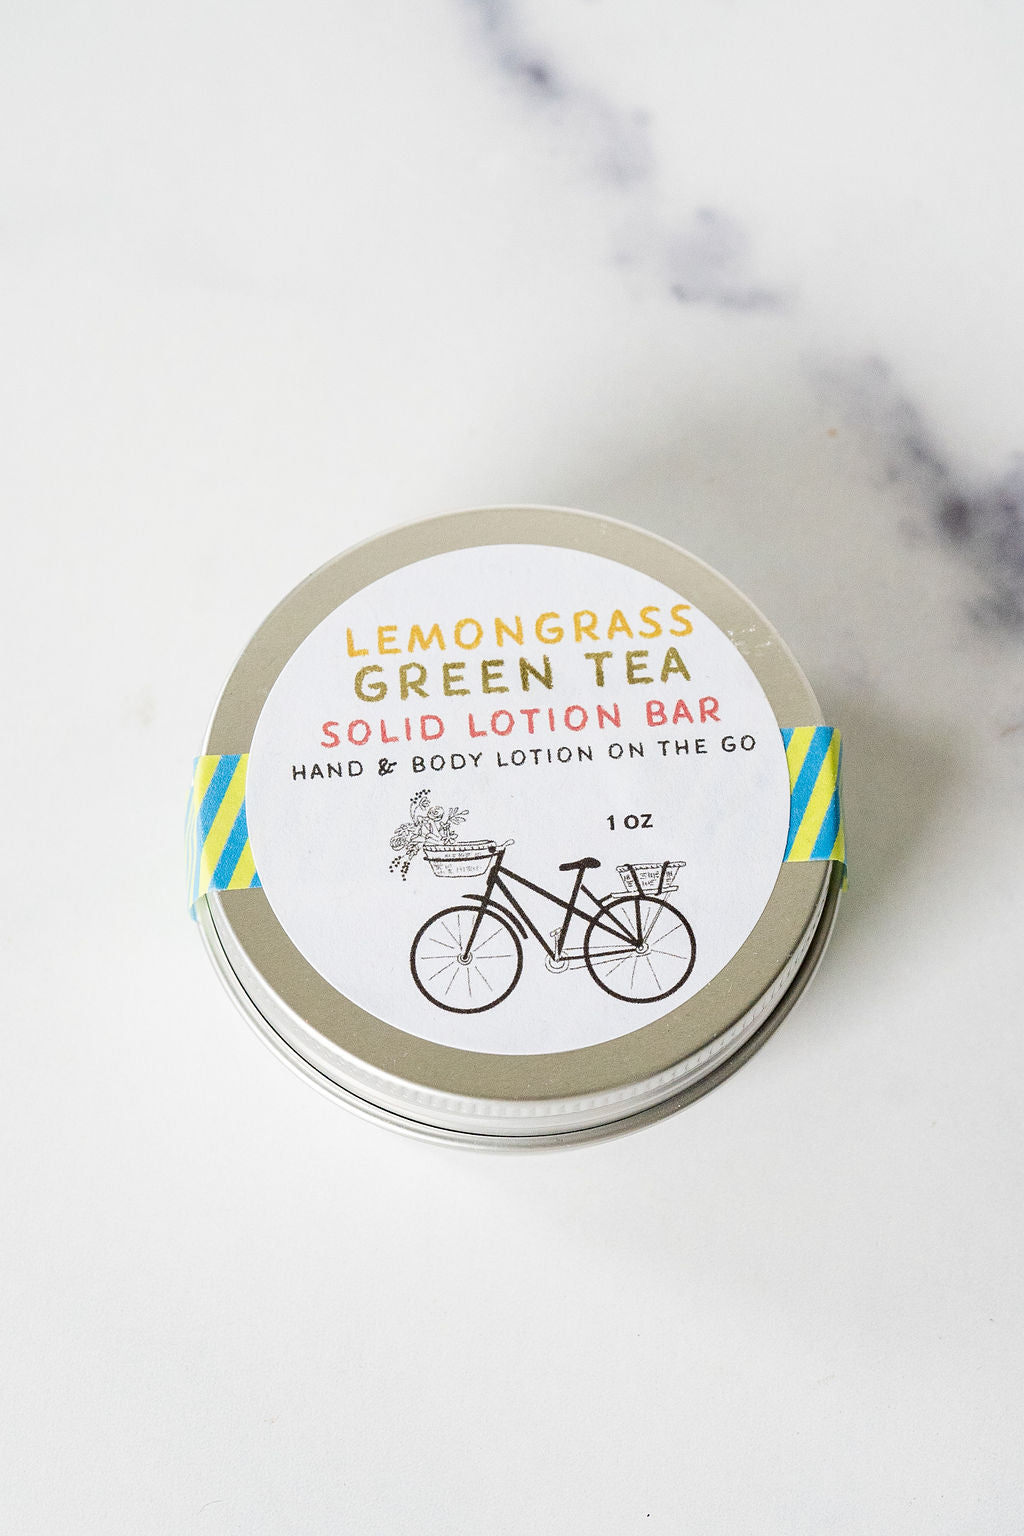 LEMONGRASS
GREEN TEA
SOLID LOTION BAR
HAND & BODY LOTION ON THE GO
1 OZ